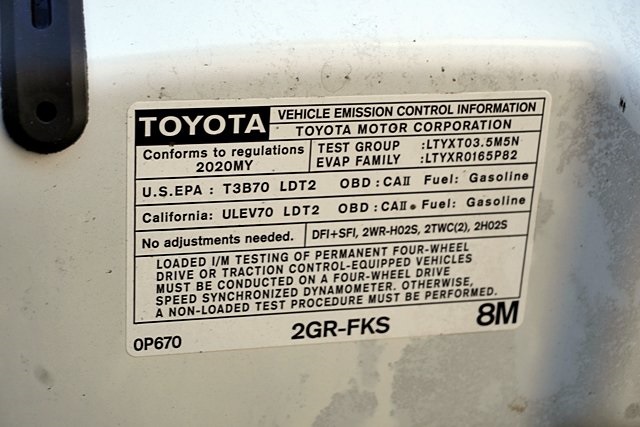 TOYOTA
VEHICLE EMISSION CONTROL INFORMATION
TOYOTA MOTOR CORPORATION
Conforms to regulations
2020MY
TEST GROUP :LTYXT03.5M5N
EVAP FAMILY :LTYXR0165P82
U.S.EPA : T3B70 LDT2 OBD : CAII Fuel: Gasoline
California: ULEV70 LDT2 OBD : CAII Fuel: Gasoline
No adjustments needed.
DFI+SFI, 2WR-HO2S, 2TWC(2), 2HO2S
LOADED I/M TESTING OF PERMANENT FOUR-WHEEL
DRIVE OR TRACTION CONTROL-EQUIPPED VEHICLES
MUST BE CONDUCTED ON A FOUR-WHEEL DRIVE
SPEED SYNCHRONIZED DYNAMOMETER. OTHERWISE,
A NON-LOADED TEST PROCEDURE MUST BE PERFORMED.
0P670
2GR-FKS
8M